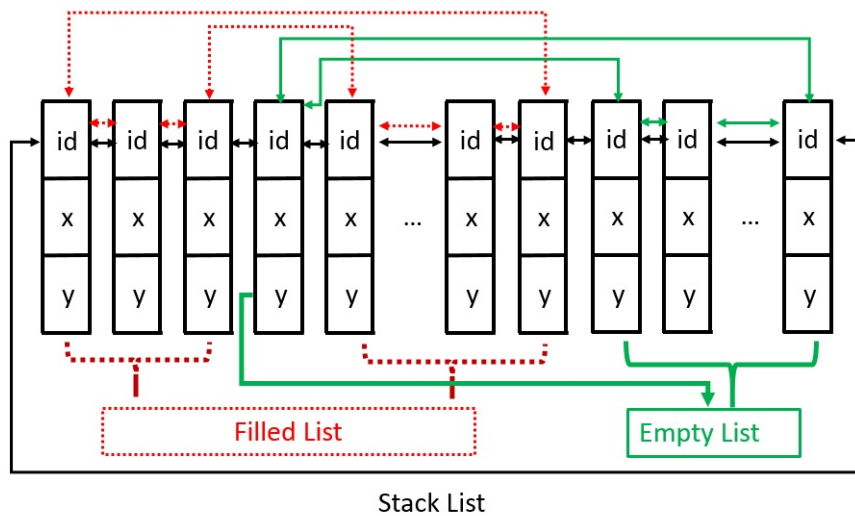 id id id id id id id id id id
x x x x x ... x x x x ... x
y y y y y y y y y y
Filled List
Empty List
Stack List